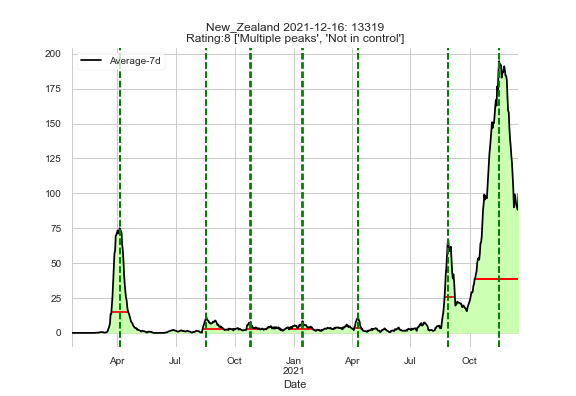 New_Zealand 2021-12-16: 13319
Rating:8 ['Multiple peaks', 'Not in control']
Average-7d
200
175
150
125
100
75
50
25
0
Apr Jul Oct Jan Apr Jul Oct
2021
Date